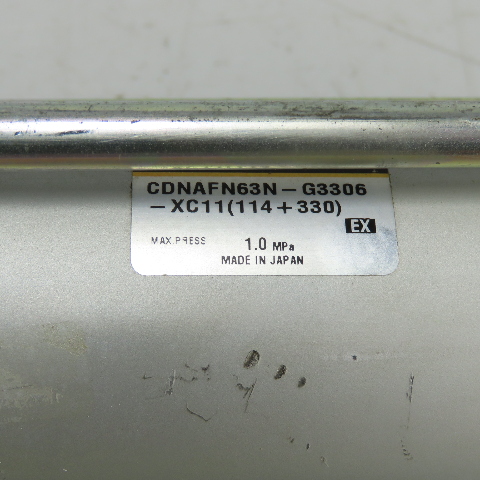 CDNAFN63N-G3306
-XC11(114+330)
EX
MAX.PRESS 1.0 MPa
MADE IN JAPAN